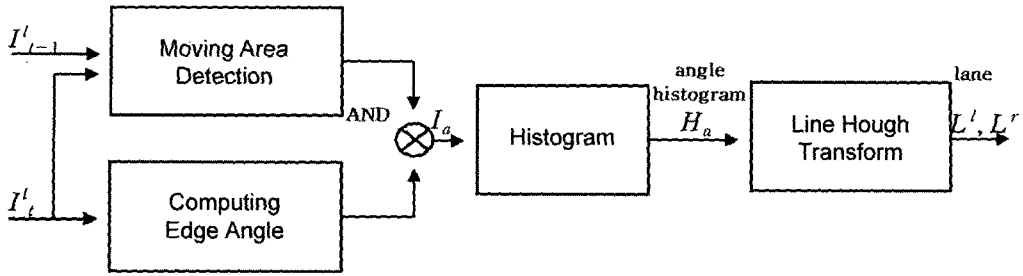 I^l_{t-1}
Moving Area
Detection
AND
I_a
Histogram
angle
histogram
H_a
Line Hough
Transform
lane
L^l, L^r
I^l_t
Computing
Edge Angle